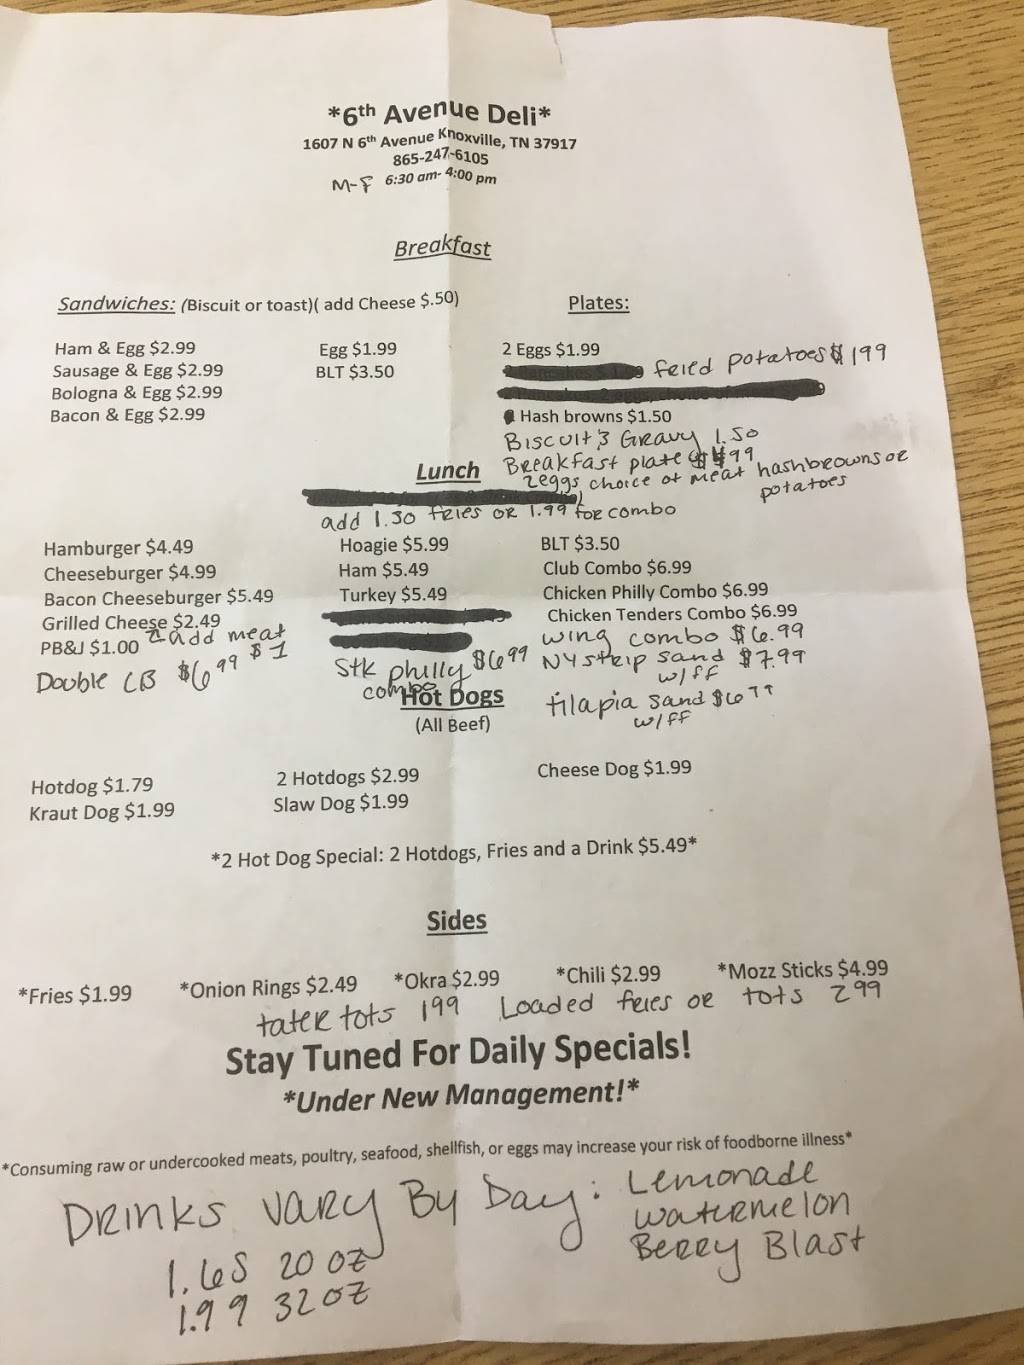 *6th Avenue Deli*
1607 N 6th Avenue Knoxville, TN 37917
865-247-6105
M-F 6:30 am- 4:00 pm
Breakfast
Sandwiches: (Biscuit or toast)( add Cheese $.50)
Plates:
Ham & Egg $2.99
Egg $1.99
2 Eggs $1.99
Sausage & Egg $2.99
BLT $3.50
fried potatoes $199
Bologna & Egg $2.99
Bacon & Egg $2.99
Hash browns $1.50
Biscuit & Gravy 1.50
Breakfast plate $499
2eggs choice of meat hashbrowns or
potatoes
Lunch
add 1.30 fries or 1.99 for combo
Hamburger $4.49
Hoagie $5.99
BLT $3.50
Cheeseburger $4.99
Ham $5.49
Club Combo $6.99
Bacon Cheeseburger $5.49
Turkey $5.49
Chicken Philly Combo $6.99
Grilled Cheese $2.49
Chicken Tenders Combo $6.99
PB&J $1.00
add meat
$1
wing combo $6.99
Double CB $6.99
Stk philly $6.99
combo
NY strip sand $7.99
w/ff
tilapia sand $6.99
w/ff
Hot Dogs
(All Beef)
Hotdog $1.79
2 Hotdogs $2.99
Cheese Dog $1.99
Kraut Dog $1.99
Slaw Dog $1.99
*2 Hot Dog Special: 2 Hotdogs, Fries and a Drink $5.49*
Sides
*Fries $1.99
*Onion Rings $2.49
*Okra $2.99
*Chili $2.99
*Mozz Sticks $4.99
tater tots 199
Loaded fries or tots 299
Stay Tuned For Daily Specials!
*Under New Management!*
*Consuming raw or undercooked meats, poultry, seafood, shellfish, or eggs may increase your risk of foodborne illness*
Drinks vary By Day: Lemonade
watermelon
Berry Blast
1.65 20 oz
1.99 32oz